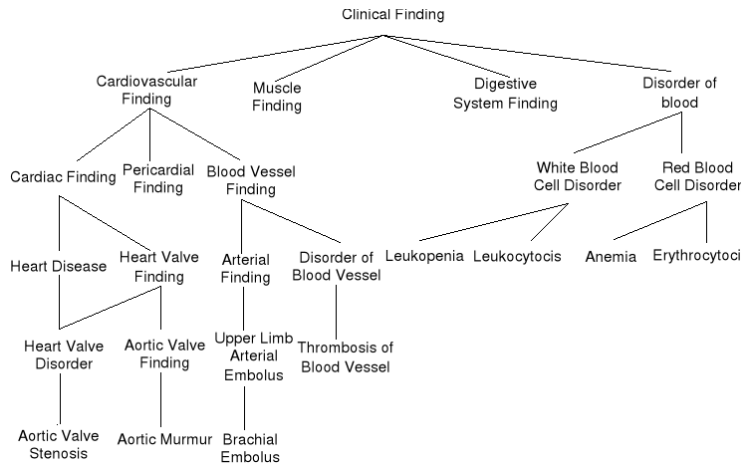 Clinical Finding
Cardiovascular
Finding
Muscle
Finding
Digestive
System Finding
Disorder of
blood
Cardiac Finding
Pericardial
Finding
Blood Vessel
Finding
White Blood
Cell Disorder
Red Blood
Cell Disorder
Heart Disease
Heart Valve
Finding
Arterial
Finding
Disorder of
Blood Vessel
Leukopenia
Leukocytocis
Anemia
Erythrocytoci
Heart Valve
Disorder
Aortic Valve
Finding
Upper Limb
Arterial
Embolus
Thrombosis of
Blood Vessel
Aortic Valve
Stenosis
Aortic Murmur
Brachial
Embolus